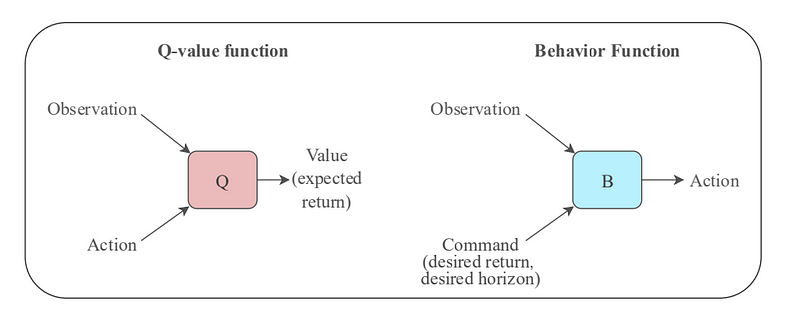 Q-value function
Observation
Action
Q
Value
(expected
return)
Behavior Function
Observation
Command
(desired return,
desired horizon)
B
Action